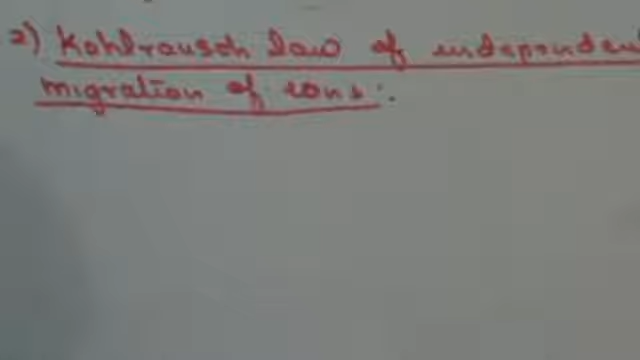 2) Kohlrausch law of independent
migration of ions :